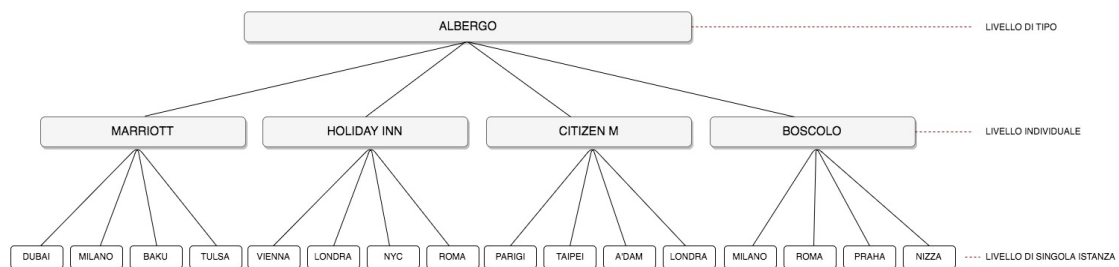 ALBERGO
LIVELLO DI TIPO
MARRIOTT
HOLIDAY INN
CITIZEN M
BOSCOLO
LIVELLO INDIVIDUALE
DUBAI
MILANO
BAKU
TULSA
VIENNA
LONDRA
NYC
ROMA
PARIGI
TAIPEI
A'DAM
LONDRA
MILANO
ROMA
PRAHA
NIZZA
LIVELLO DI SINGOLA ISTANZA